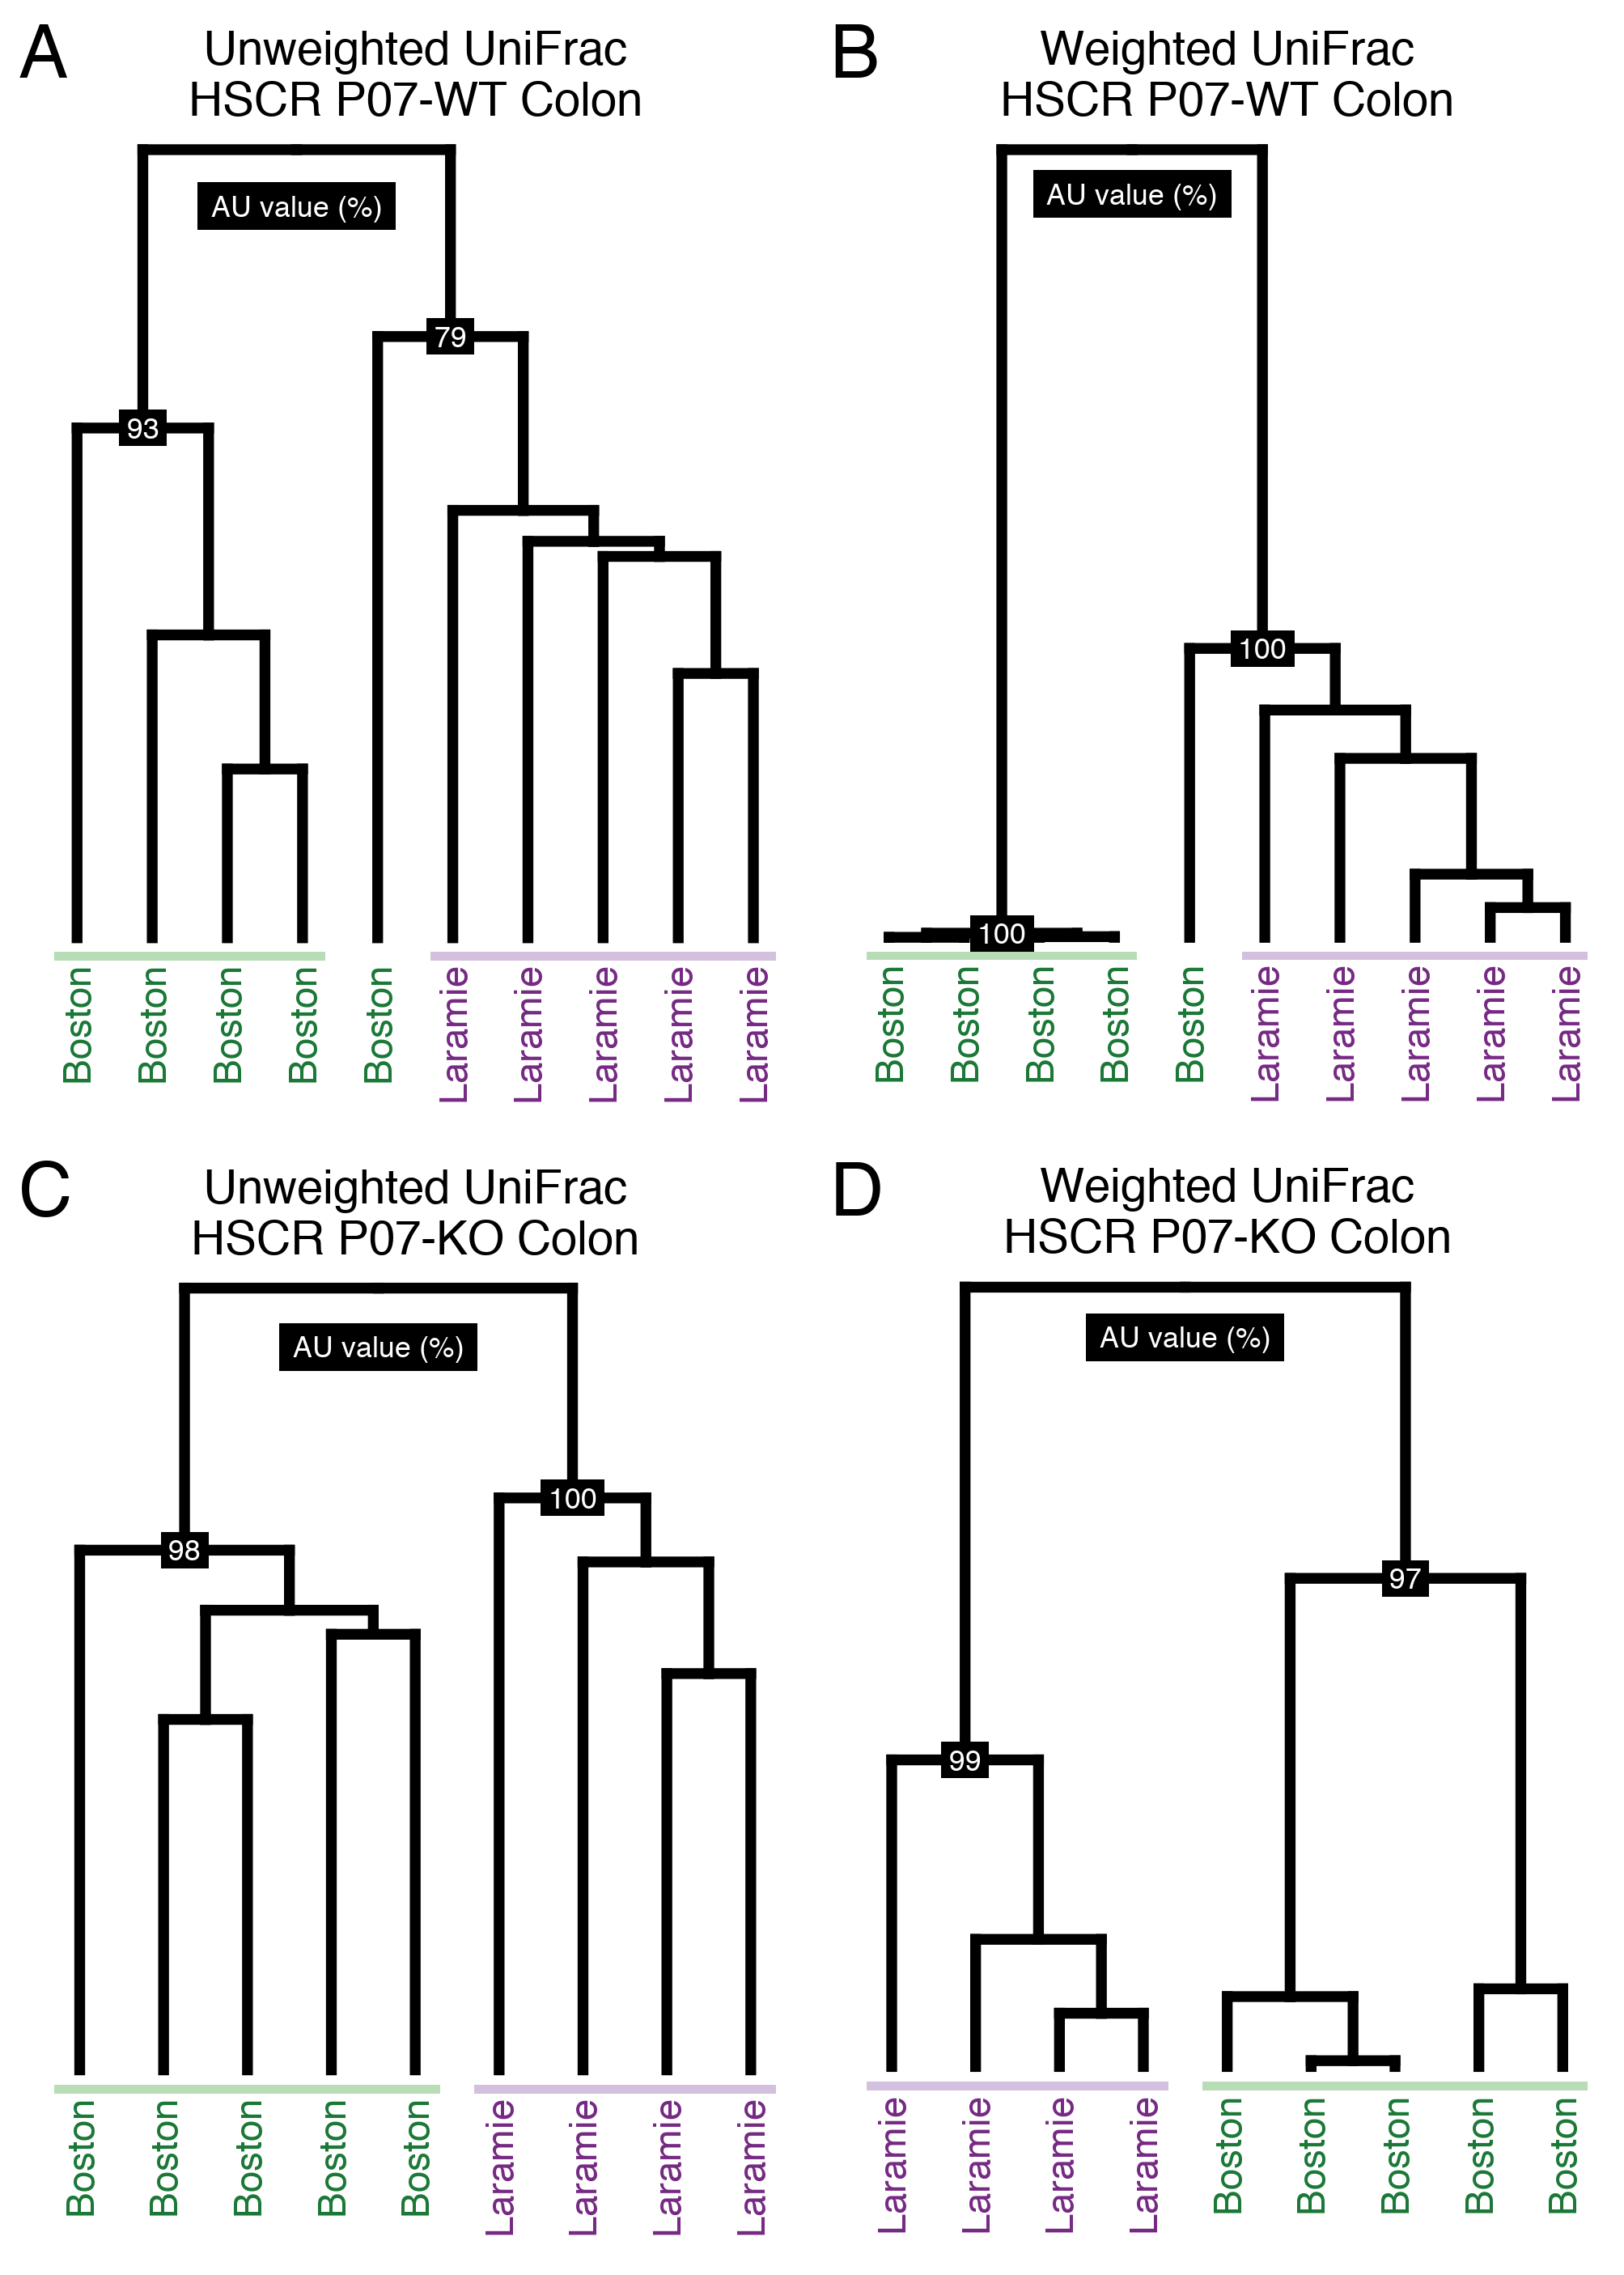 A
Unweighted UniFrac
HSCR P07-WT Colon
AU value (%)
79
93
Boston
Boston
Boston
Boston
Boston
Laramie
Laramie
Laramie
Laramie
Laramie
B
Weighted UniFrac
HSCR P07-WT Colon
AU value (%)
100
100
Boston
Boston
Boston
Boston
Boston
Laramie
Laramie
Laramie
Laramie
Laramie
C
Unweighted UniFrac
HSCR P07-KO Colon
AU value (%)
100
98
Boston
Boston
Boston
Boston
Boston
Laramie
Laramie
Laramie
Laramie
D
Weighted UniFrac
HSCR P07-KO Colon
AU value (%)
97
99
Laramie
Laramie
Laramie
Laramie
Boston
Boston
Boston
Boston
Boston